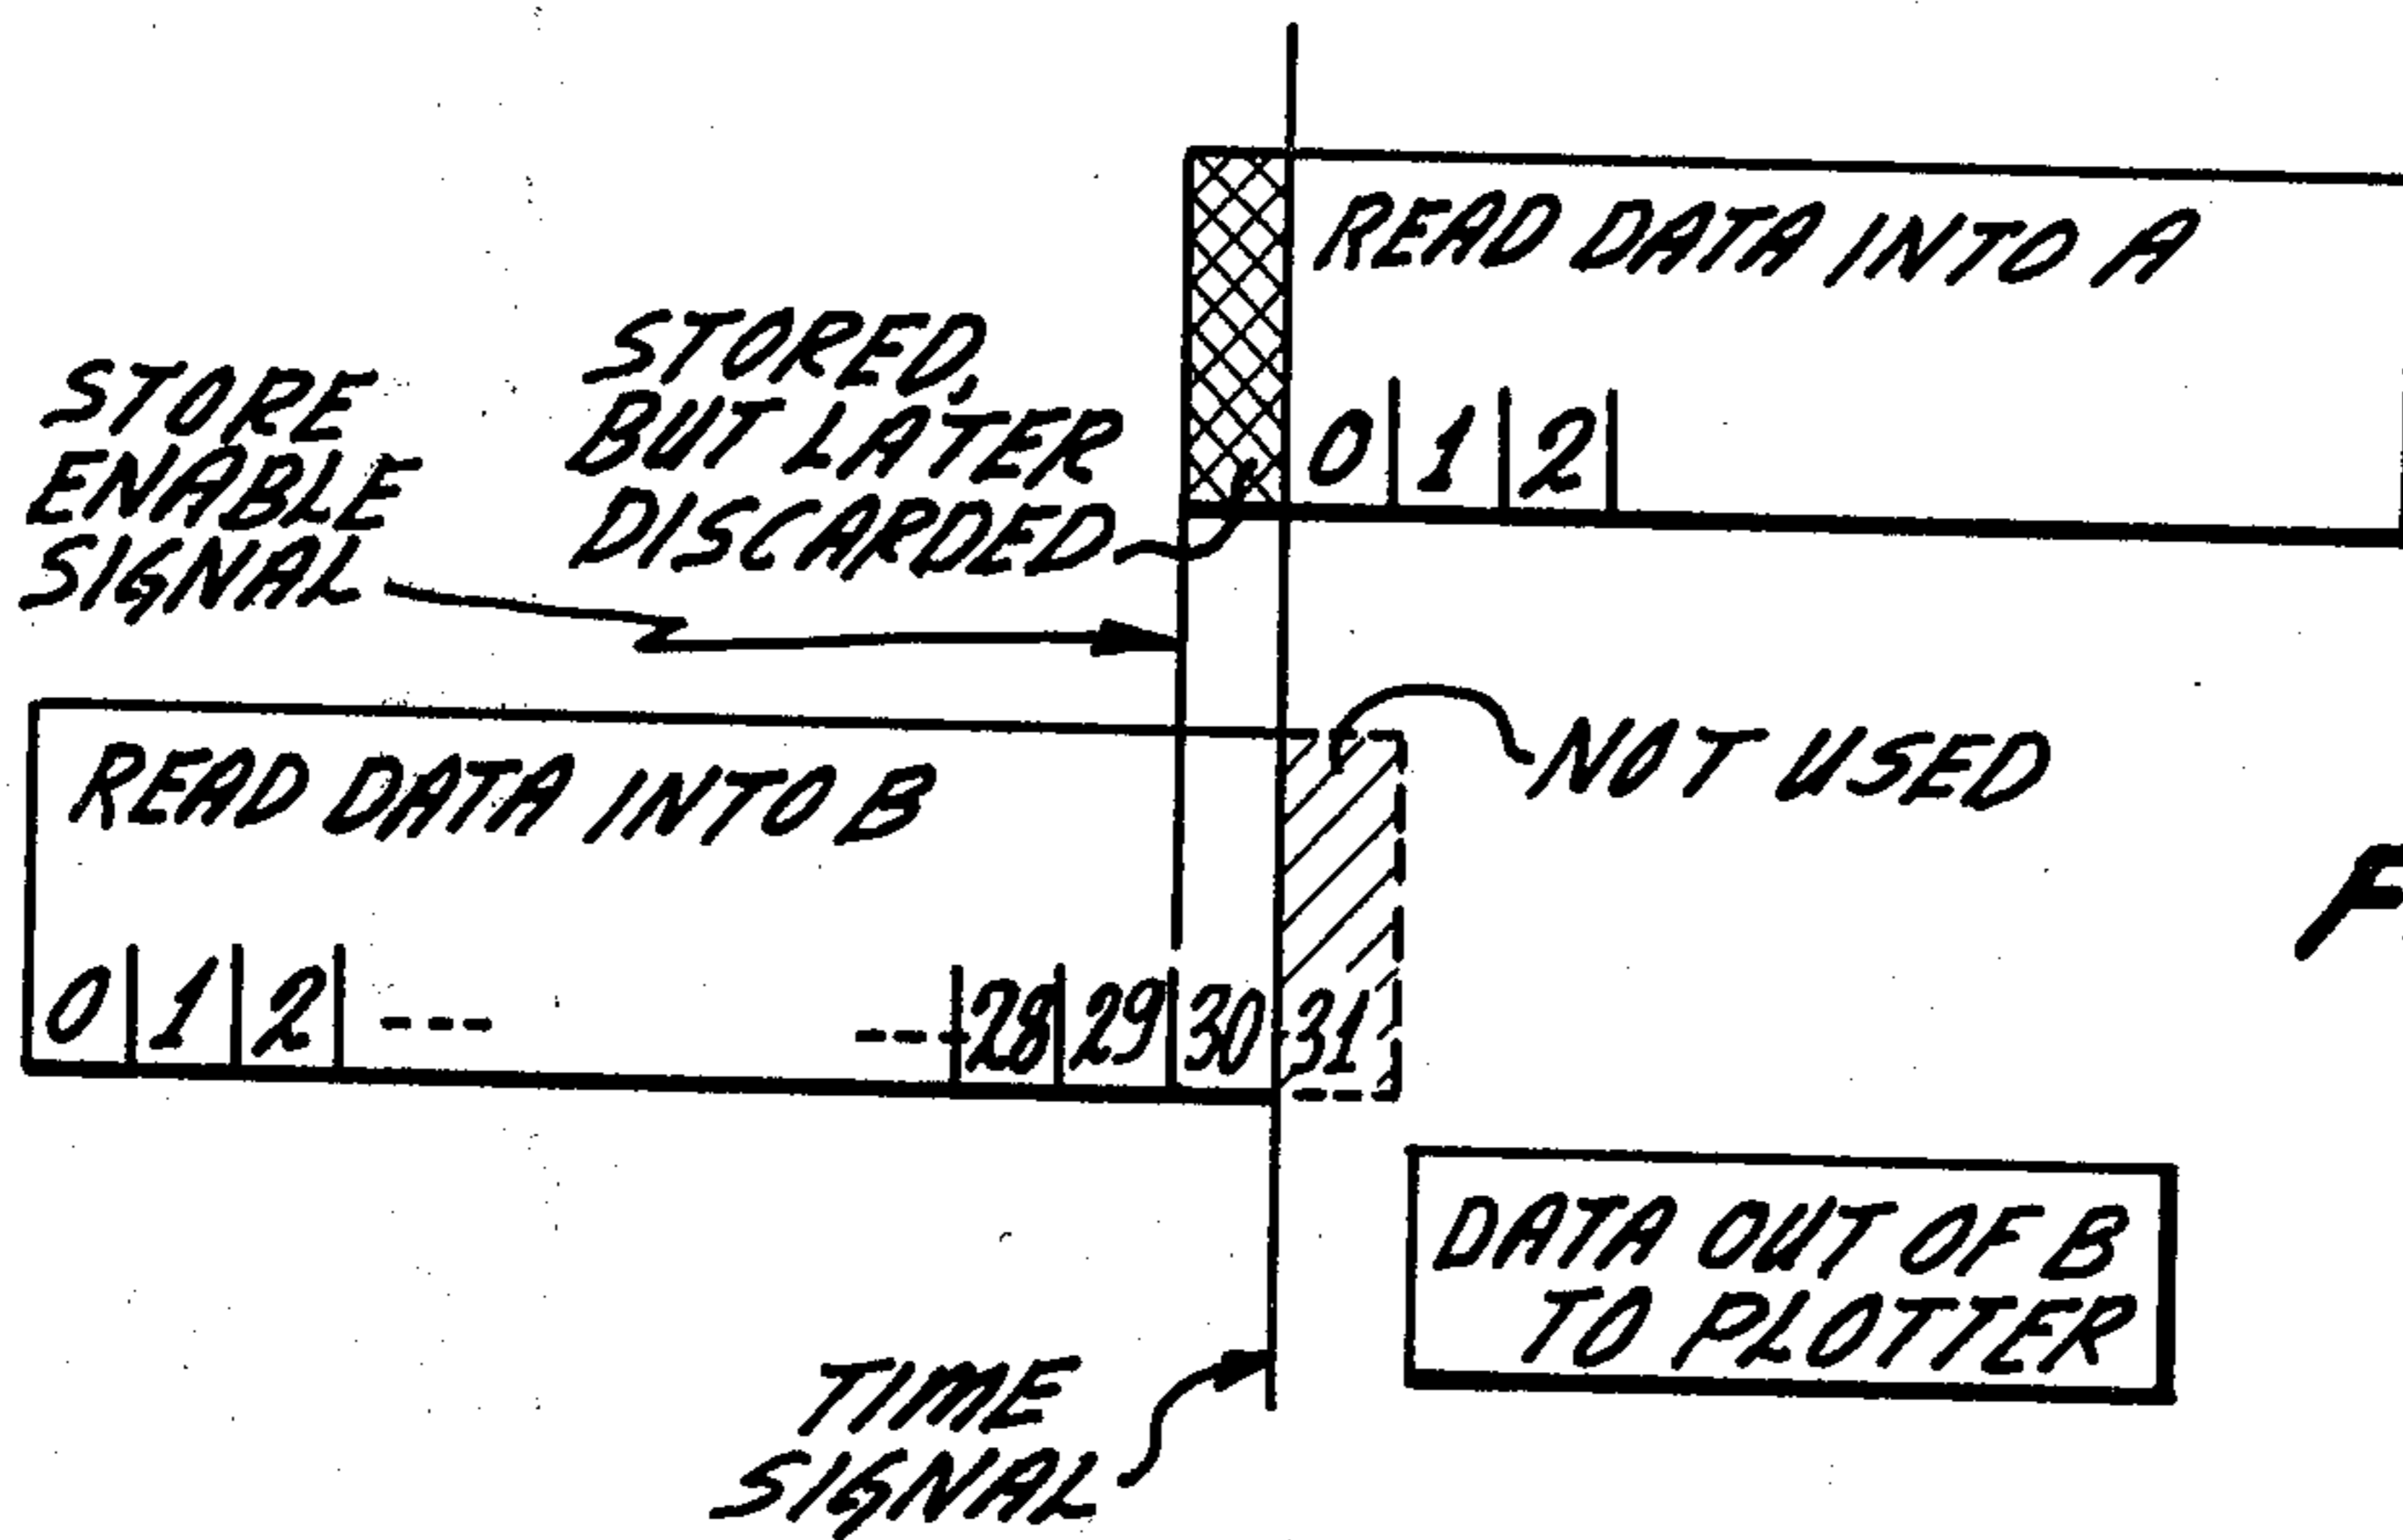 READ DATA INTO A
0 1 2
STORED,
BUT LATER
DISCARDED
STORE
ENABLE
SIGNAL
NOT USED
READ DATA INTO B
0 1 2 --- --- 28 29 30 31
DATA OUT OF B
TO PLOTTER
TIME
SIGNAL